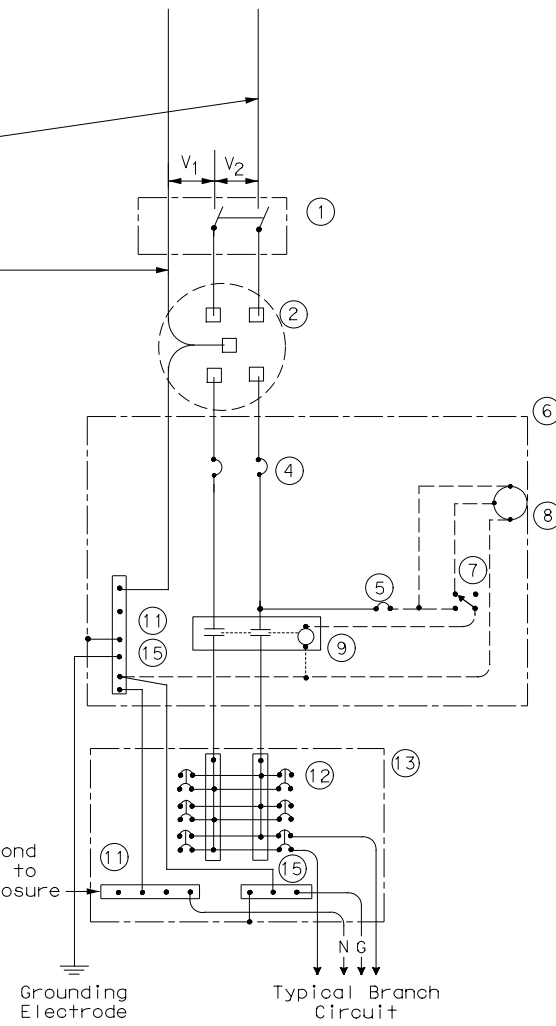 V1 V2
1
2
6
4
8
7
5
11
15
9
13
12
ond
to
osure
11
15
N G
Grounding
Electrode
Typical Branch
Circuit